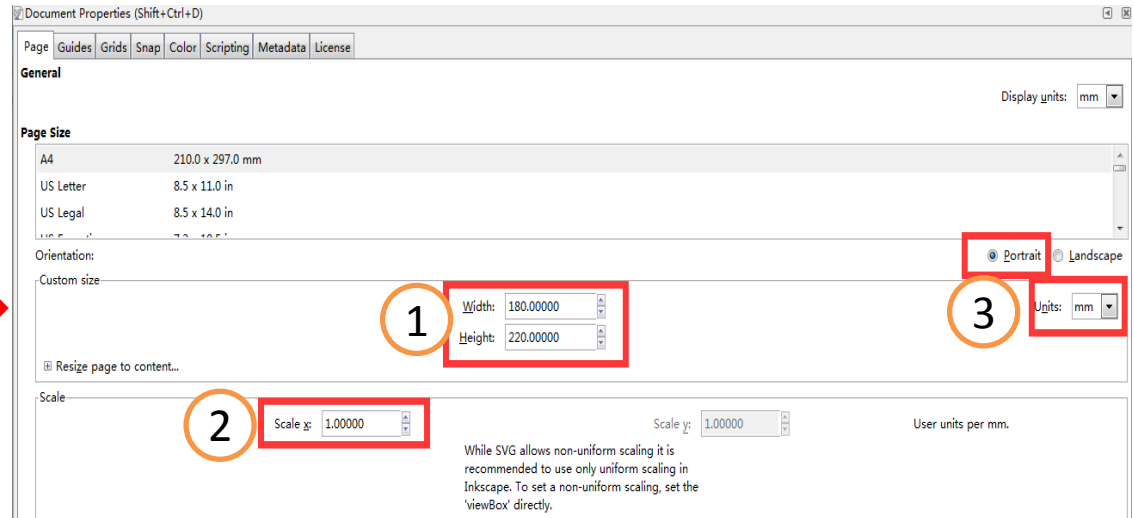 Document Properties (Shift+Ctrl+D)
Page Guides Grids Snap Color Scripting Metadata License
General
Display units: mm
Page Size
A4 210.0 x 297.0 mm
US Letter 8.5 x 11.0 in
US Legal 8.5 x 14.0 in
Orientation: Portrait Landscape
Custom size
1 Width: 180.00000 3 Units: mm
Height: 220.00000
Resize page to content...
Scale
2 Scale x: 1.00000 Scale y: 1.00000 User units per mm.
While SVG allows non-uniform scaling it is
recommended to use only uniform scaling in
Inkscape. To set a non-uniform scaling, set the
'viewBox' directly.